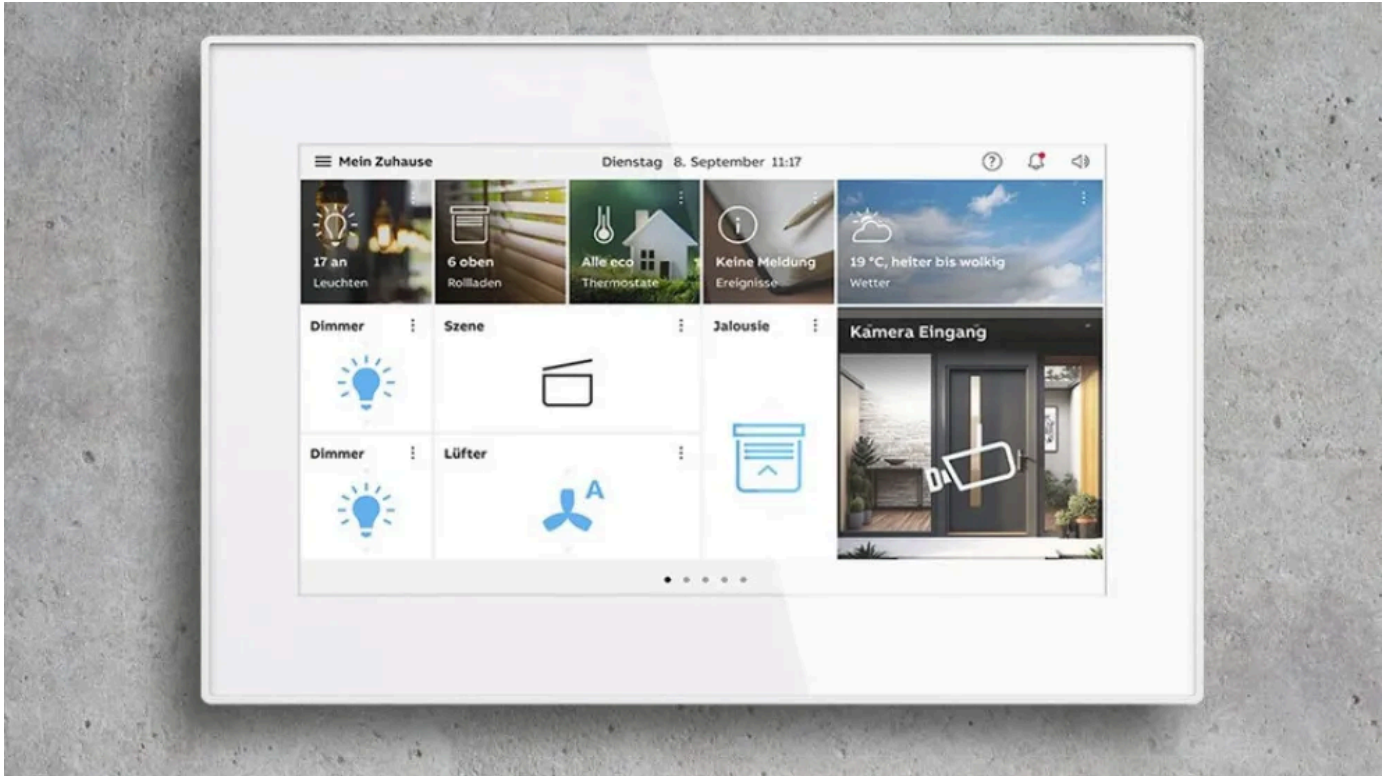 Mein Zuhause
Dienstag 8. September 11:17
17 an
Leuchten
6 oben
Rollladen
Alle eco
Thermostate
Keine Meldung
Ereignisse
19 °C, heiter bis wolkig
Wetter
Dimmer
Szene
Jalousie
Kamera Eingang
Dimmer
Lüfter
A